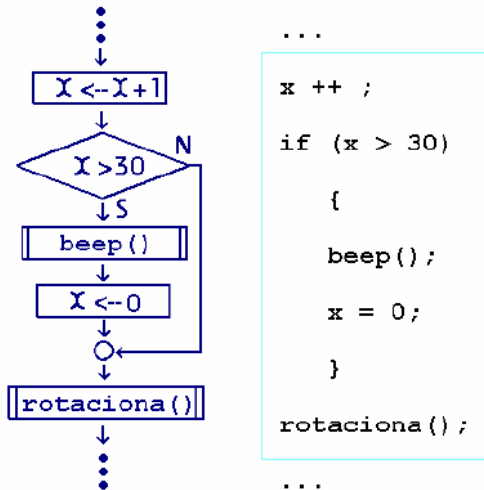 X <-- X + 1
X > 30
N
S
beep()
X <-- 0
rotaciona()
...
x ++ ;
if (x > 30)
{
beep();
x = 0;
}
rotaciona();
...